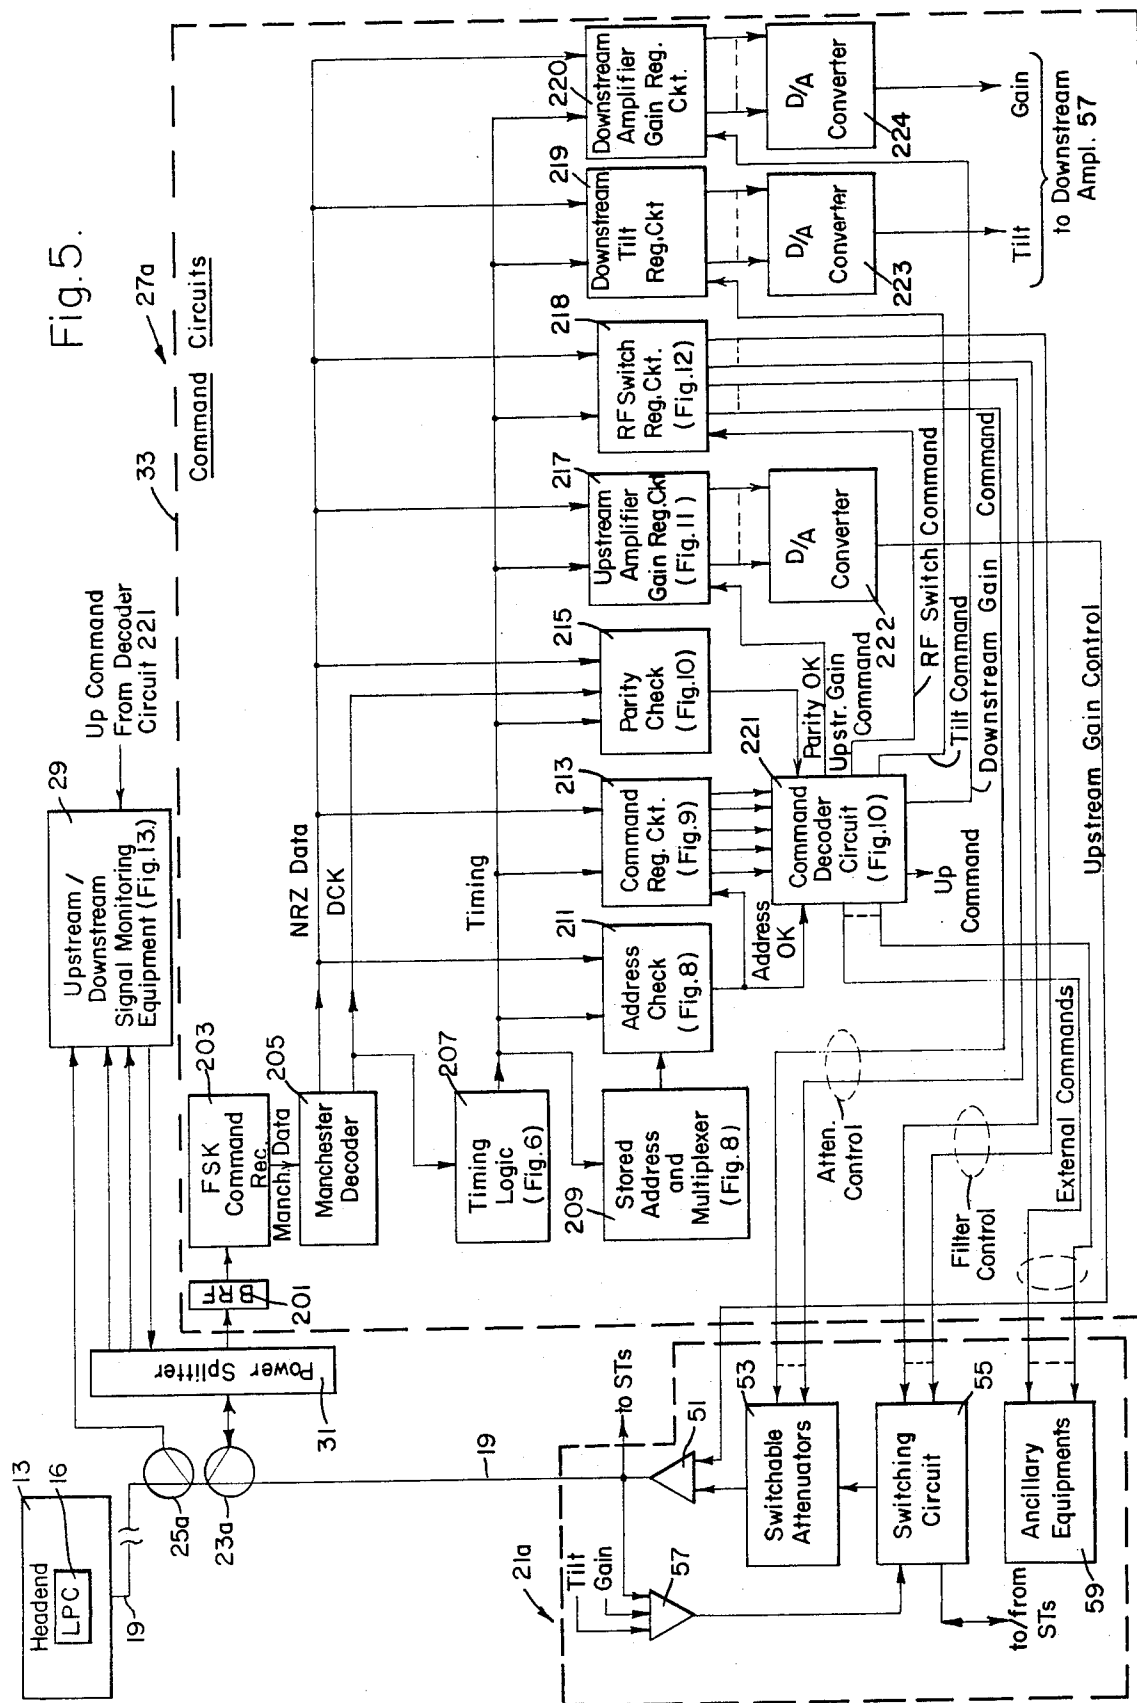 Fig.5.
13
Headend
16
LPC
19
25a
23a
31
Power Splitter
29
Upstream /
Downstream
Signal Monitoring
Equipment (Fig.13.)
Up Command
From Decoder
Circuit 221
33
27a
Command Circuits
201
BRF
203
FSK
Command
Rec.
Manch. Data
205
Manchester
Decoder
NRZ Data
DCK
207
Timing
Logic
(Fig.6)
Timing
209
Stored
Address
and
Multiplexer
(Fig. 8)
211
Address
Check
(Fig.8)
Address
OK
213
Command
Reg. Ckt.
(Fig.9)
215
Parity
Check
(Fig.10)
217
Upstream
Amplifier
Gain Reg.Ckt
(Fig.11)
218
RF Switch
Reg.Ckt.
(Fig.12)
219
Downstream
Tilt
Reg.Ckt
220
Downstream
Amplifier
Gain Reg.
Ckt.
221
Command
Decoder
Circuit
(Fig.10)
Parity OK
Upstr. Gain
Command
Up
Command
D/A
Converter
222
D/A
Converter
223
D/A
Converter
224
Tilt
Gain
to Downstream
Ampl. 57
RF Switch Command
Tilt Command
Downstream Gain Command
Upstream Gain Control
Atten.
Control
Filter
Control
External Commands
19
to STs
21a
Tilt
Gain
57
51
53
Switchable
Attenuators
55
Switching
Circuit
to/from
STs
Ancillary
Equipments
59